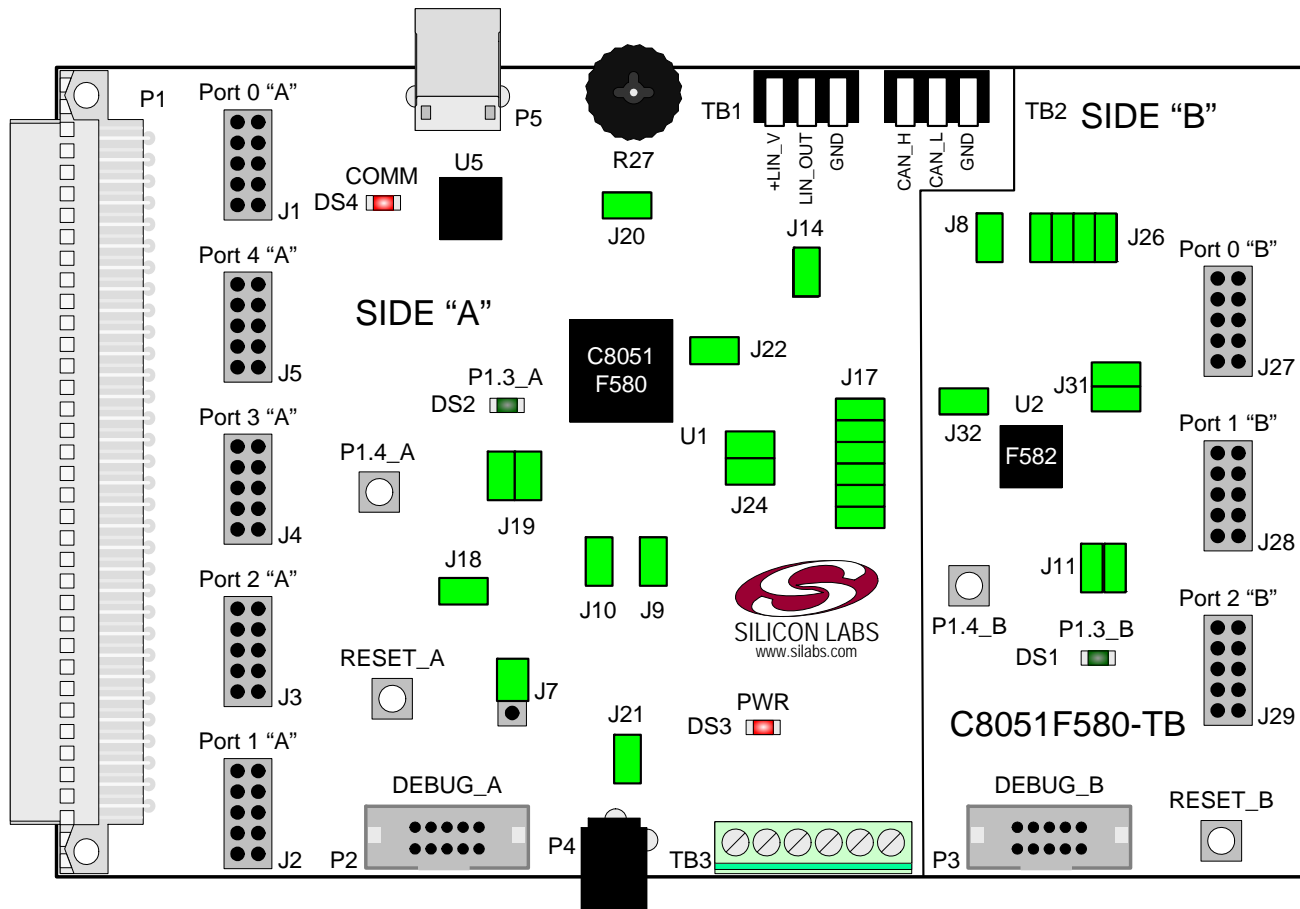 Port 0 “A”
P1
J1
P5
COMM
DS4
U5
R27
J20
TB1
+LIN_V
LIN_OUT
GND
CAN_H
CAN_L
GND
TB2
SIDE “B”
J14
J8
J26
Port 0 “B”
J27
Port 4 “A”
J5
SIDE “A”
C8051
F580
U1
J22
P1.3_A
DS2
J17
J31
J32
U2
F582
Port 1 “B”
J28
Port 3 “A”
J4
P1.4_A
J19
J24
J18
J10
J9
SILICON LABS
www.silabs.com
J11
P1.4_B
P1.3_B
DS1
Port 2 “B”
J29
Port 2 “A”
J3
RESET_A
J7
J21
PWR
DS3
C8051F580-TB
Port 1 “A”
J2
DEBUG_A
P2
P4
TB3
DEBUG_B
P3
RESET_B